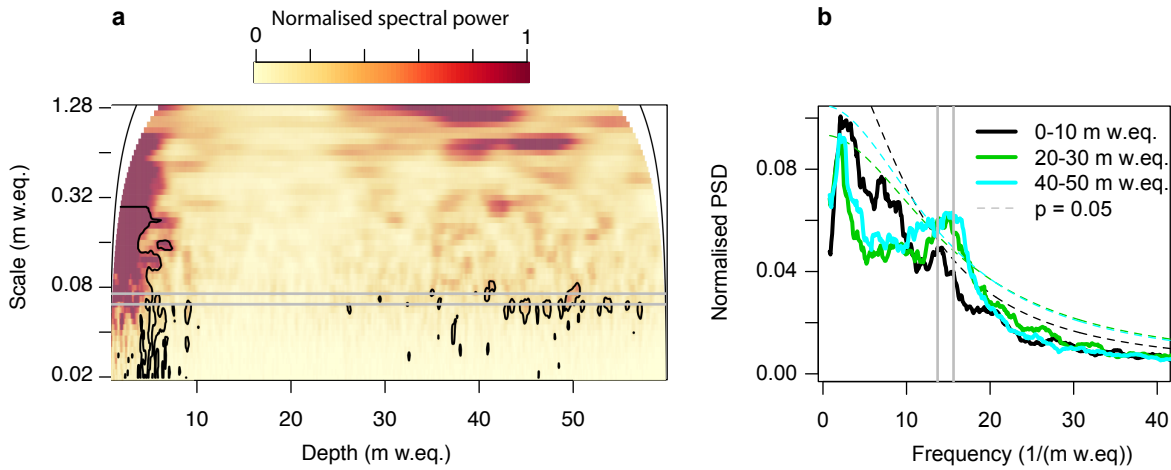 a
Normalised spectral power
0 1
1.28
0.32
0.08
0.02
Scale (m w.eq.)
10 20 30 40 50
Depth (m w.eq.)
b
0-10 m w.eq.
20-30 m w.eq.
40-50 m w.eq.
p = 0.05
0.08
0.04
0.00
Normalised PSD
0 10 20 30 40
Frequency (1/(m w.eq))